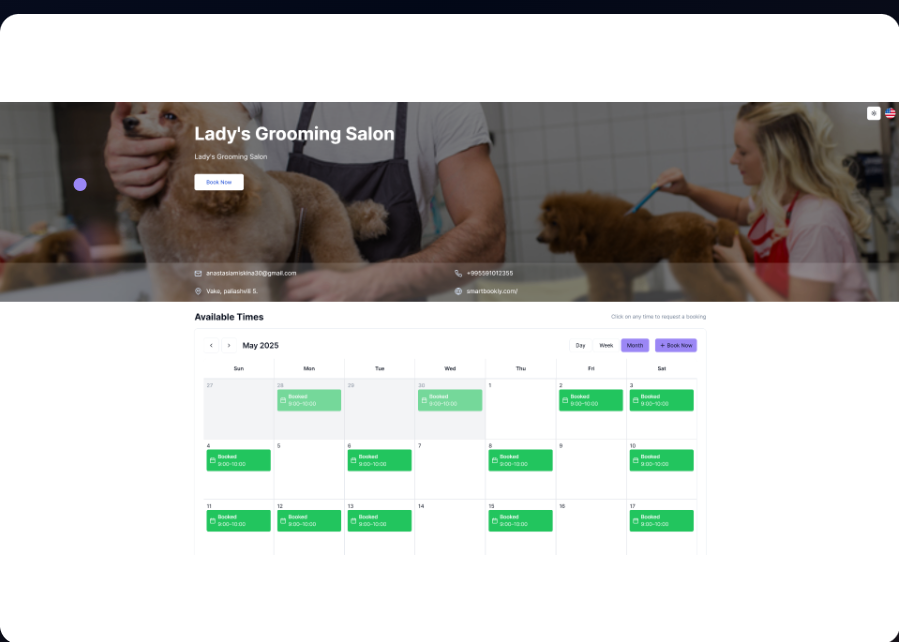 Lady's Grooming Salon
Lady's Grooming Salon
Book Now
anastasiamiskina30@gmail.com
+995591012355
Vake, paliashvili 5.
smartbookly.com/
Available Times
Click on any time to request a booking
‹ › May 2025
Day Week Month + Book Now
Sun Mon Tue Wed Thu Fri Sat
27 28 29 30 1 2 3
Booked Booked Booked Booked
9:00-10:00 9:00-10:00 9:00-10:00 9:00-10:00
4 5 6 7 8 9 10
Booked Booked Booked Booked
9:00-10:00 9:00-10:00 9:00-10:00 9:00-10:00
11 12 13 14 15 16 17
Booked Booked Booked Booked Booked
9:00-10:00 9:00-10:00 9:00-10:00 9:00-10:00 9:00-10:00